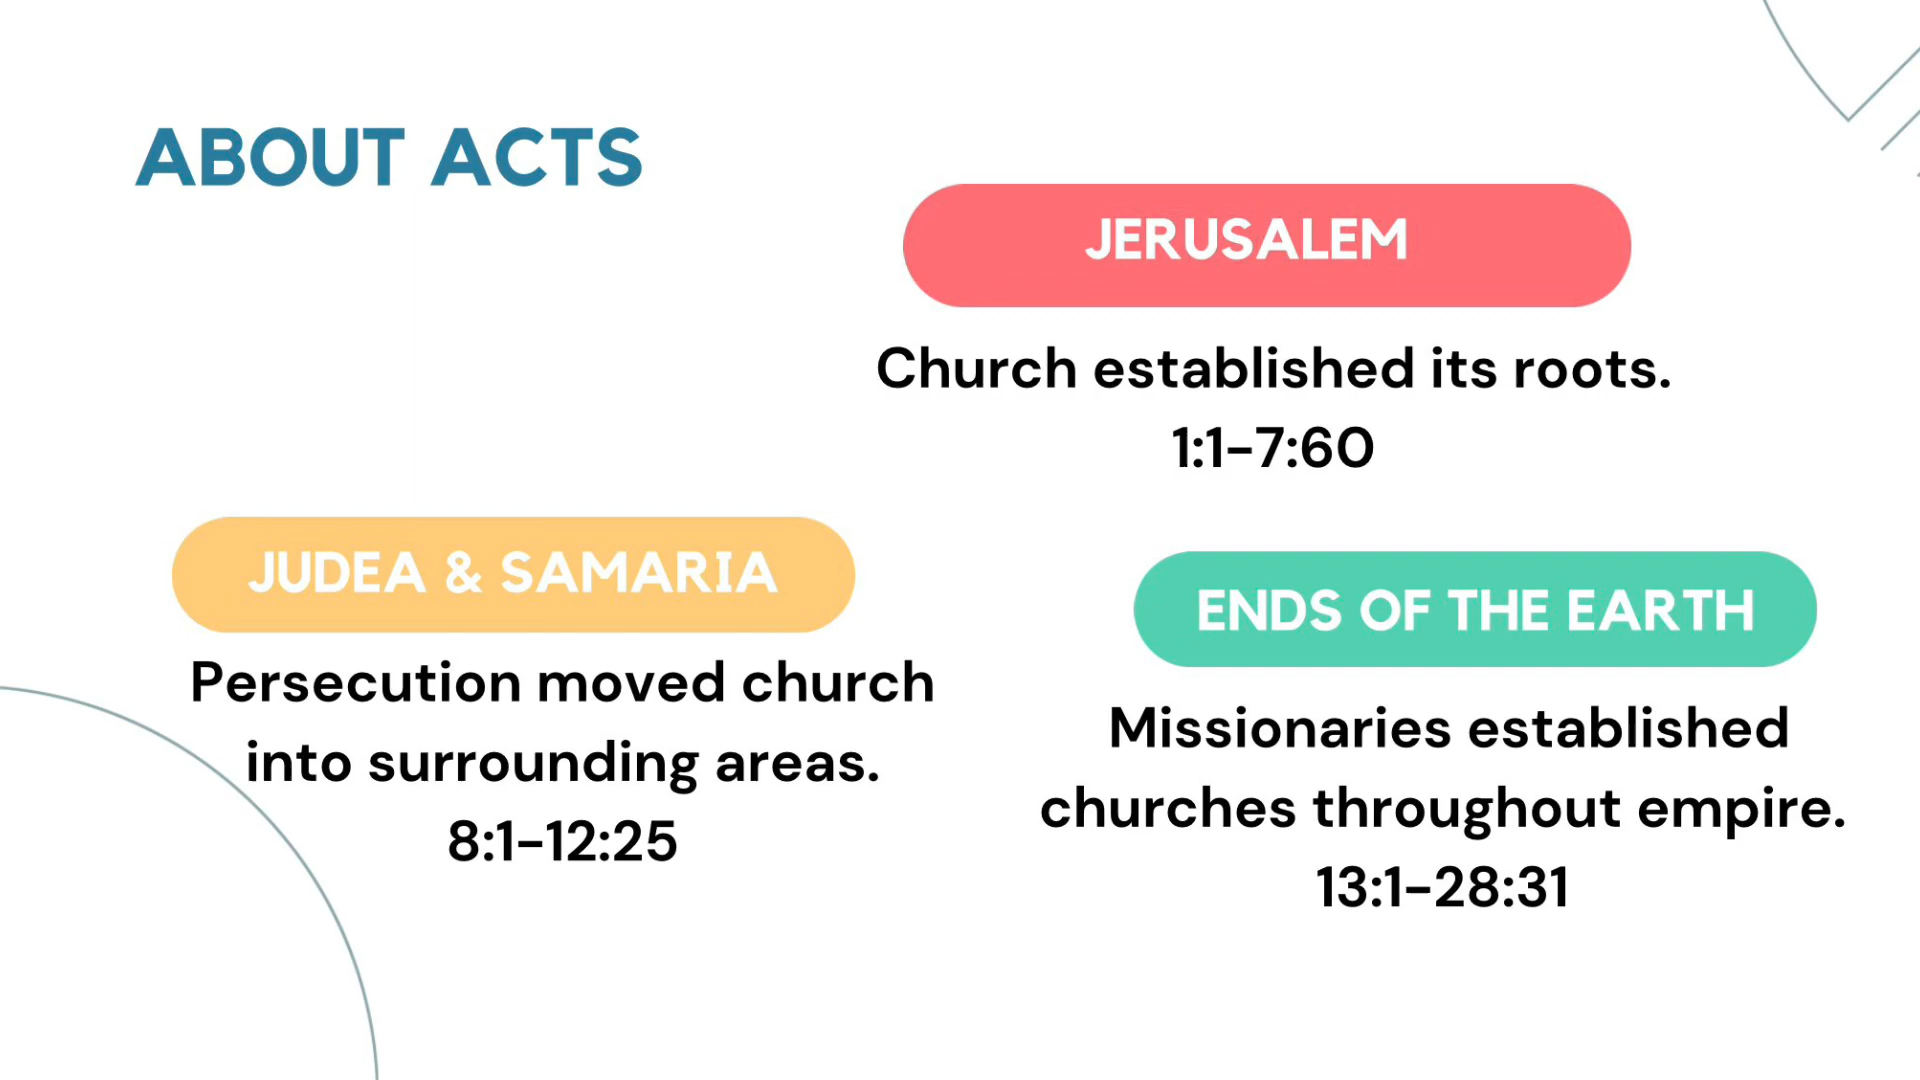 ABOUT ACTS
JERUSALEM
Church established its roots.
1:1-7:60
JUDEA & SAMARIA
Persecution moved church
into surrounding areas.
8:1-12:25
ENDS OF THE EARTH
Missionaries established
churches throughout empire.
13:1-28:31